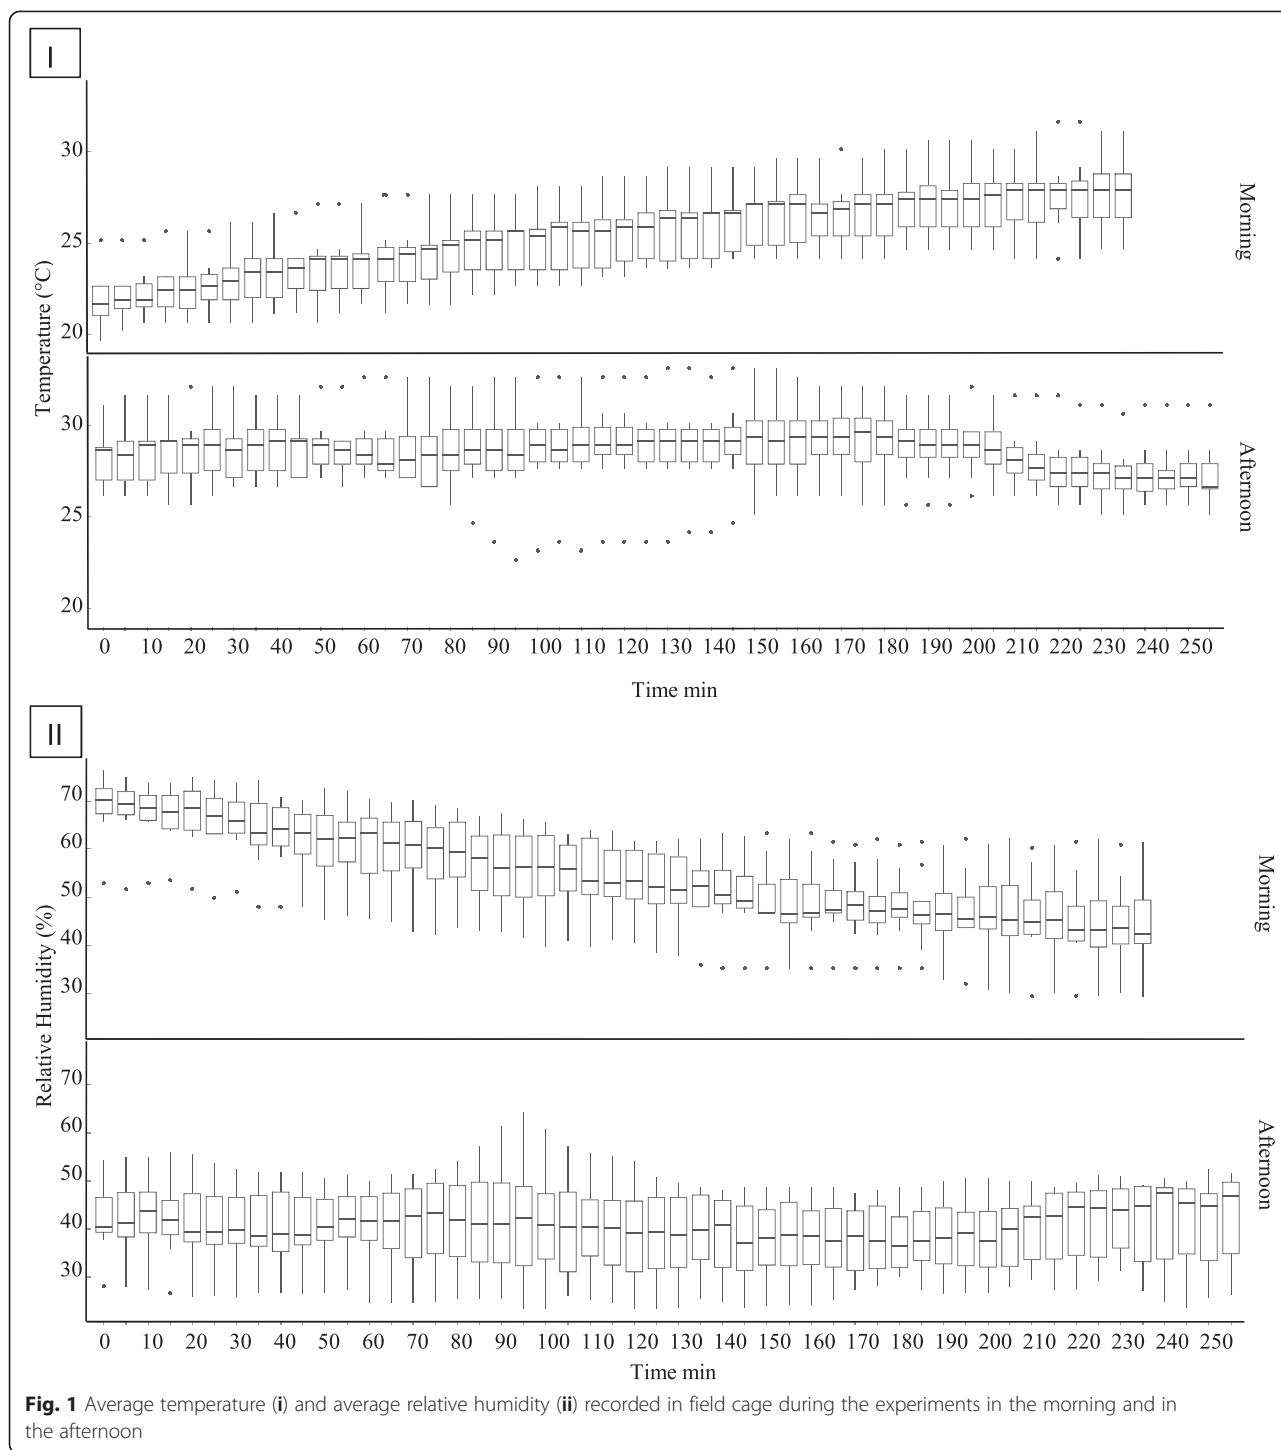 I
30
25
20
Morning
Temperature (°C)
30
25
20
Afternoon
0 10 20 30 40 50 60 70 80 90 100 110 120 130 140 150 160 170 180 190 200 210 220 230 240 250
Time min
II
70
60
50
40
30
Morning
Relative Humidity (%)
70
60
50
40
30
Afternoon
0 10 20 30 40 50 60 70 80 90 100 110 120 130 140 150 160 170 180 190 200 210 220 230 240 250
Time min
Fig. 1 Average temperature (i) and average relative humidity (ii) recorded in field cage during the experiments in the morning and in
the afternoon